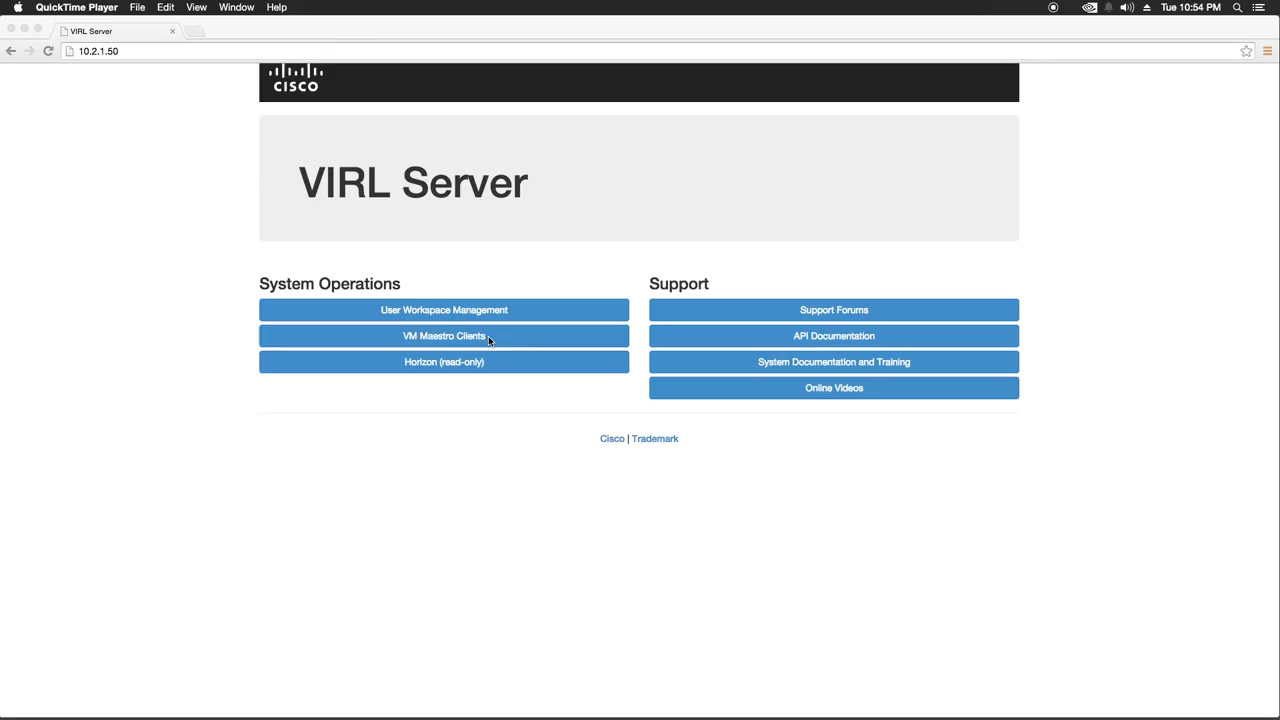 QuickTime Player File Edit View Window Help Tue 10:54 PM
VIRL Server
10.2.1.50
CISCO
VIRL Server
System Operations
User Workspace Management
VM Maestro Clients
Horizon (read-only)
Support
Support Forums
API Documentation
System Documentation and Training
Online Videos
Cisco | Trademark